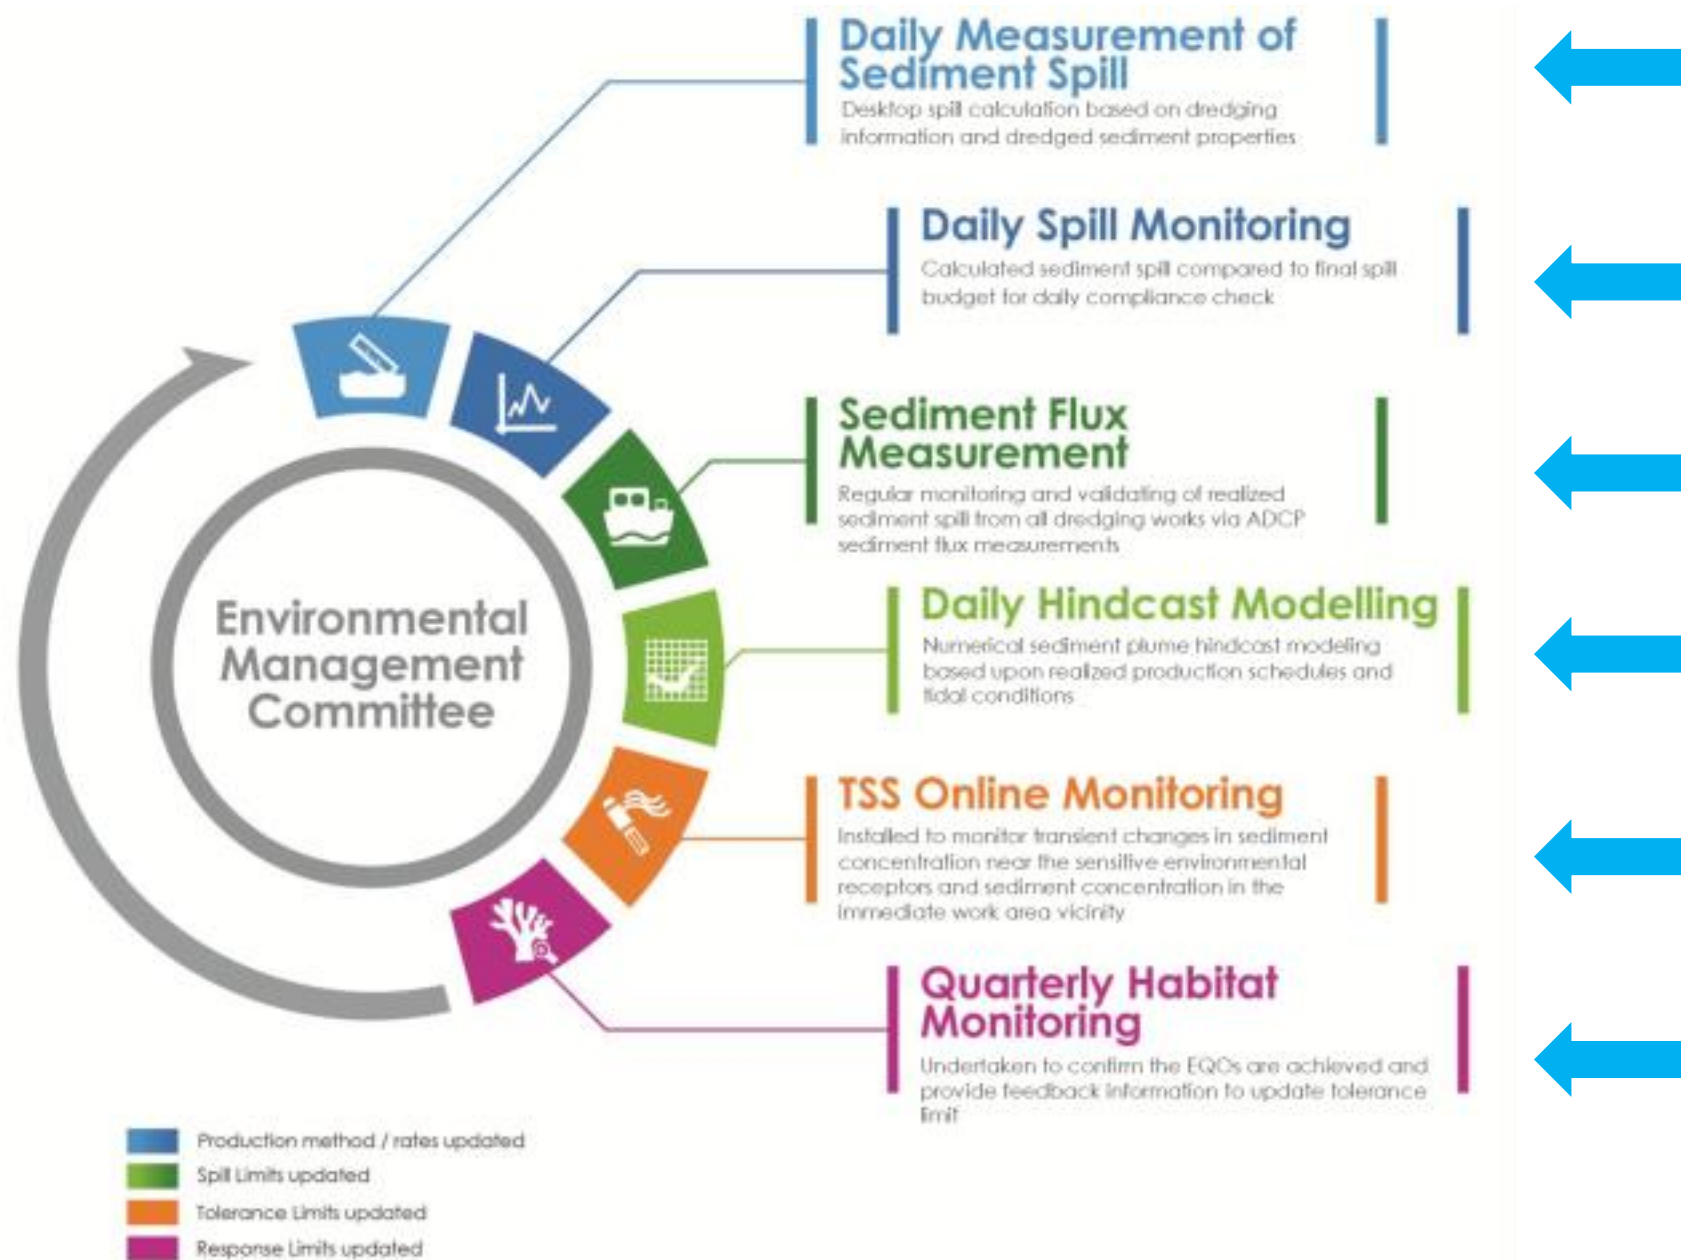 Daily Measurement of
Sediment Spill
Desktop spill calculation based on dredging
information and dredged sediment properties
Daily Spill Monitoring
Calculated sediment spill compared to final spill
budget for daily compliance check
Sediment Flux
Measurement
Regular monitoring and validating of realized
sediment spill from all dredging works via ADCP
sediment flux measurements
Daily Hindcast Modelling
Numerical sediment plume hindcast modeling
based upon realized production schedules and
tidal conditions
TSS Online Monitoring
Installed to monitor transient changes in sediment
concentration near the sensitive environmental
receptors and sediment concentration in the
immediate work area vicinity
Quarterly Habitat
Monitoring
Undertaken to confirm the EQOs are achieved and
provide feedback information to update tolerance
limit
Environmental
Management
Committee
Production method / rates updated
Spill Limits updated
Tolerance Limits updated
Response Limits updated